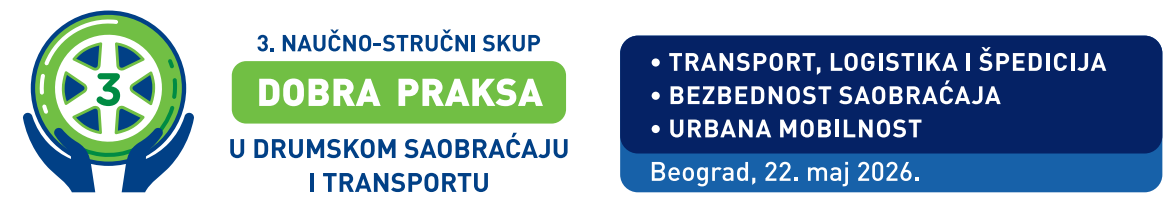 3
3. NAUČNO-STRUČNI SKUP
DOBRA PRAKSA
U DRUMSKOM SAOBRAĆAJU
I TRANSPORTU
• TRANSPORT, LOGISTIKA I ŠPEDICIJA
• BEZBEDNOST SAOBRAĆAJA
• URBANA MOBILNOST
Beograd, 22. maj 2026.